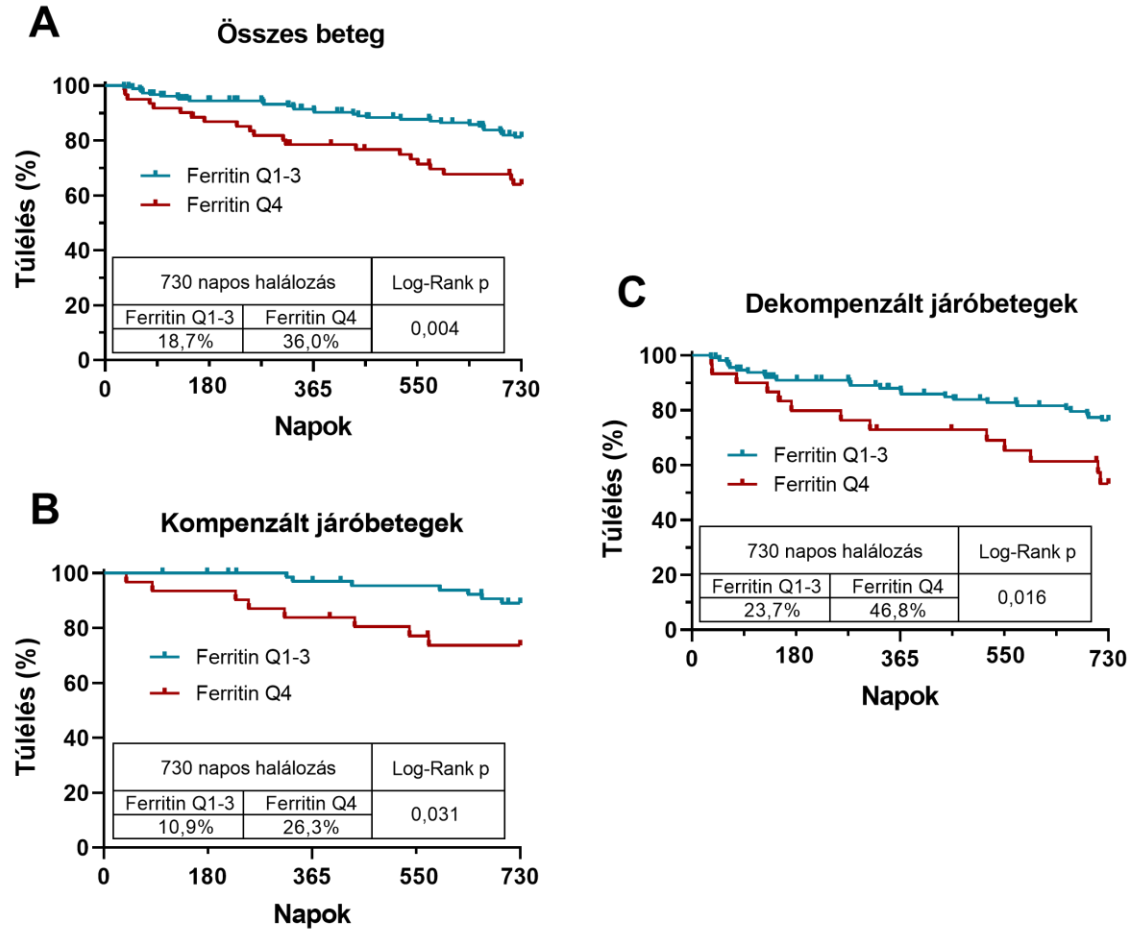 A
Összes beteg
Túlélés (%)
100
80
60
40
20
0
Ferritin Q1-3
Ferritin Q4
730 napos halálozás
Log-Rank p
Ferritin Q1-3
Ferritin Q4
18,7%
36,0%
0,004
0
180
365
550
730
Napok
B
Kompenzált járóbetegek
Túlélés (%)
100
80
60
40
20
0
Ferritin Q1-3
Ferritin Q4
730 napos halálozás
Log-Rank p
Ferritin Q1-3
Ferritin Q4
10,9%
26,3%
0,031
0
180
365
550
730
Napok
C
Dekompenzált járóbetegek
Túlélés (%)
100
80
60
40
20
0
Ferritin Q1-3
Ferritin Q4
730 napos halálozás
Log-Rank p
Ferritin Q1-3
Ferritin Q4
23,7%
46,8%
0,016
0
180
365
550
730
Napok